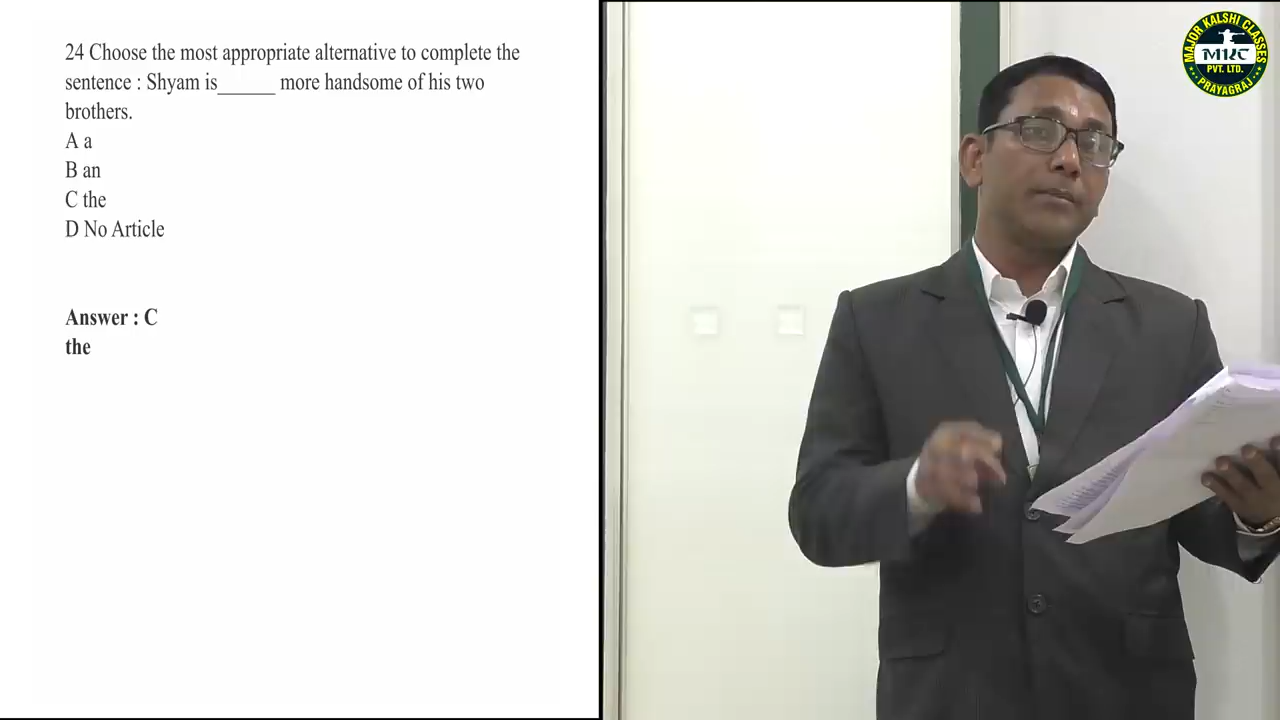 24 Choose the most appropriate alternative to complete the
sentence : Shyam is______ more handsome of his two
brothers.
A a
B an
C the
D No Article
Answer : C
the
MAJOR KALSHI CLASSES
MKC
PVT. LTD.
PRAYAGRAJ